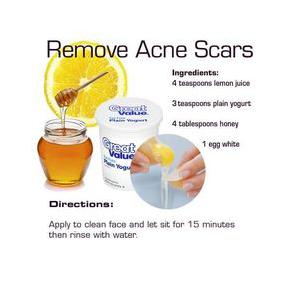 Remove Acne Scars
Ingredients:
4 teaspoons lemon juice
3 teaspoons plain yogurt
4 tablespoons honey
1 egg white
Great
Value
Plain Yogurt
Great
Value
Plain Yogu
Directions:
Apply to clean face and let sit for 15 minutes
then rinse with water.